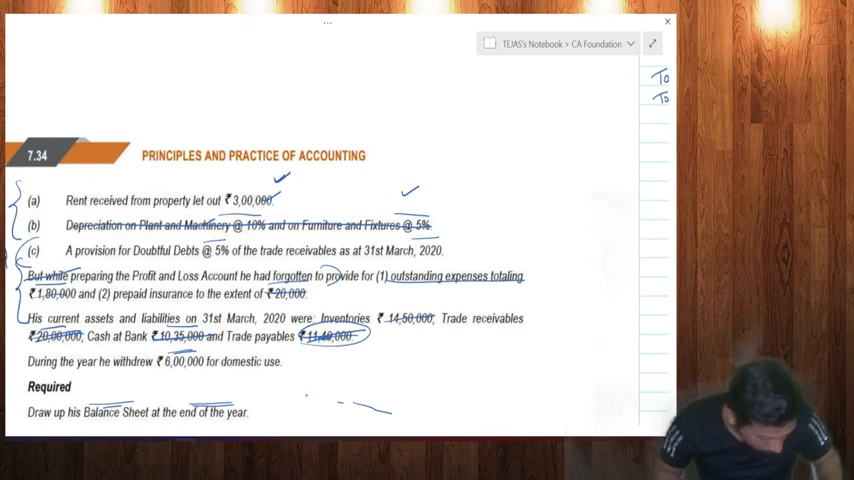 TEJAS's Notebook > CA Foundation
To
To
7.34 PRINCIPLES AND PRACTICE OF ACCOUNTING
(a) Rent received from property let out ₹ 3,00,000.
(b) Depreciation on Plant and Machinery @ 10% and on Furniture and Fixtures @ 5%.
(c) A provision for Doubtful Debts @ 5% of the trade receivables as at 31st March, 2020.
But while preparing the Profit and Loss Account he had forgotten to provide for (1) outstanding expenses totaling
₹ 1,80,000 and (2) prepaid insurance to the extent of ₹ 20,000.
His current assets and liabilities on 31st March, 2020 were: Inventories ₹ 14,50,000; Trade receivables
₹ 20,00,000; Cash at Bank ₹ 10,35,000 and Trade payables ₹ 11,40,000.
During the year he withdrew ₹ 6,00,000 for domestic use.
Required
Draw up his Balance Sheet at the end of the year.